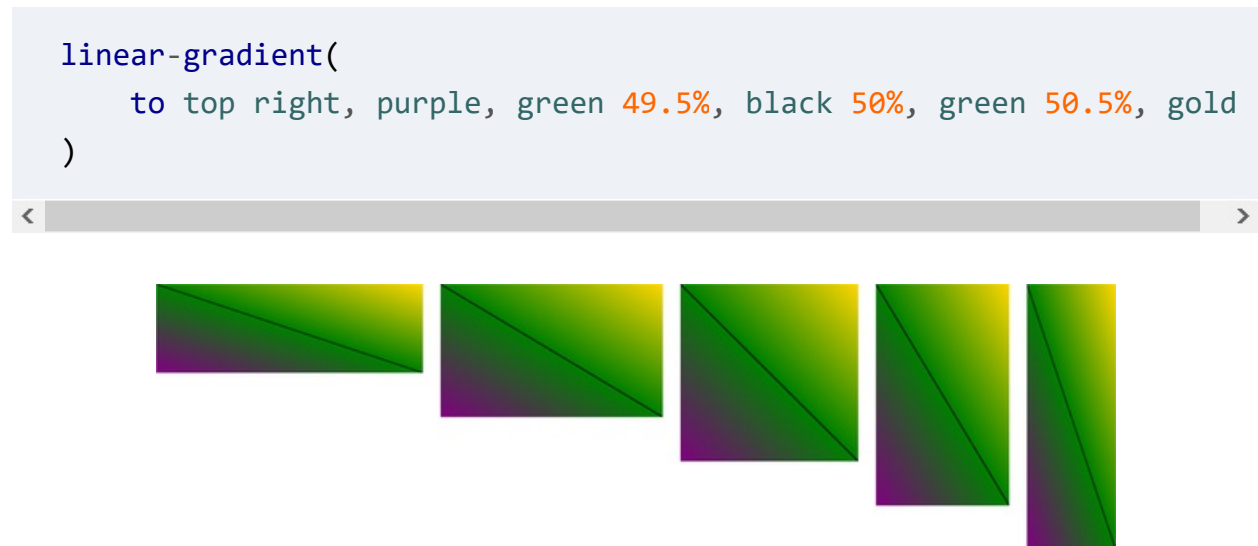 linear-gradient(
to top right, purple, green 49.5%, black 50%, green 50.5%, gold
)